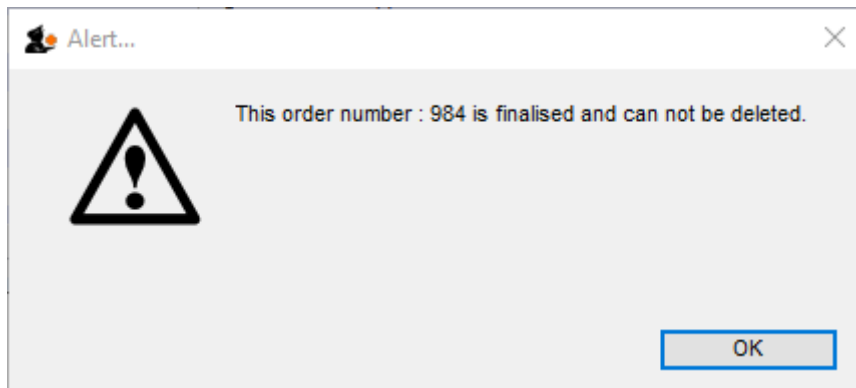 Alert...
This order number : 984 is finalised and can not be deleted.
OK